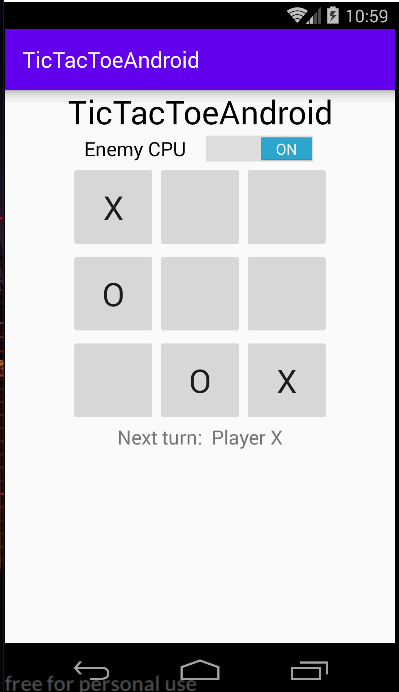 10:59
TicTacToeAndroid
TicTacToeAndroid
Enemy CPU ON
X
O
O X
Next turn: Player X
free for personal use